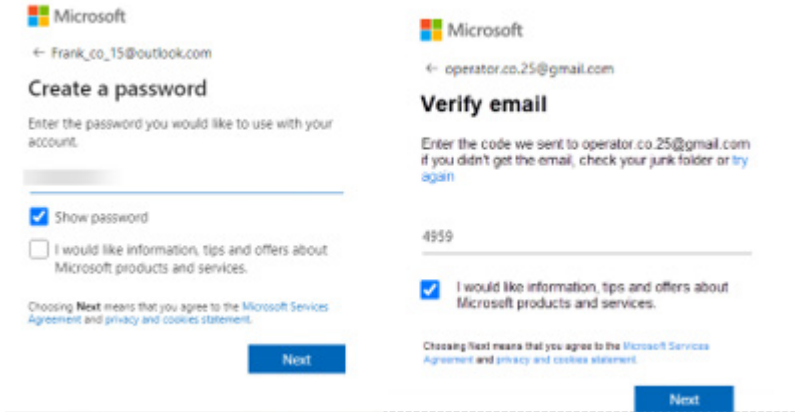 Microsoft
← Frank_co_15@outlook.com
Create a password
Enter the password you would like to use with your
account.
Show password
I would like information, tips and offers about
Microsoft products and services.
Choosing Next means that you agree to the Microsoft Services
Agreement and privacy and cookies statement.
Next
Microsoft
← operator.co.25@gmail.com
Verify email
Enter the code we sent to operator.co.25@gmail.com
if you didn't get the email, check your junk folder or try
again
4959
I would like information, tips and offers about
Microsoft products and services.
Choosing Next means that you agree to the Microsoft Services
Agreement and privacy and cookies statement.
Next